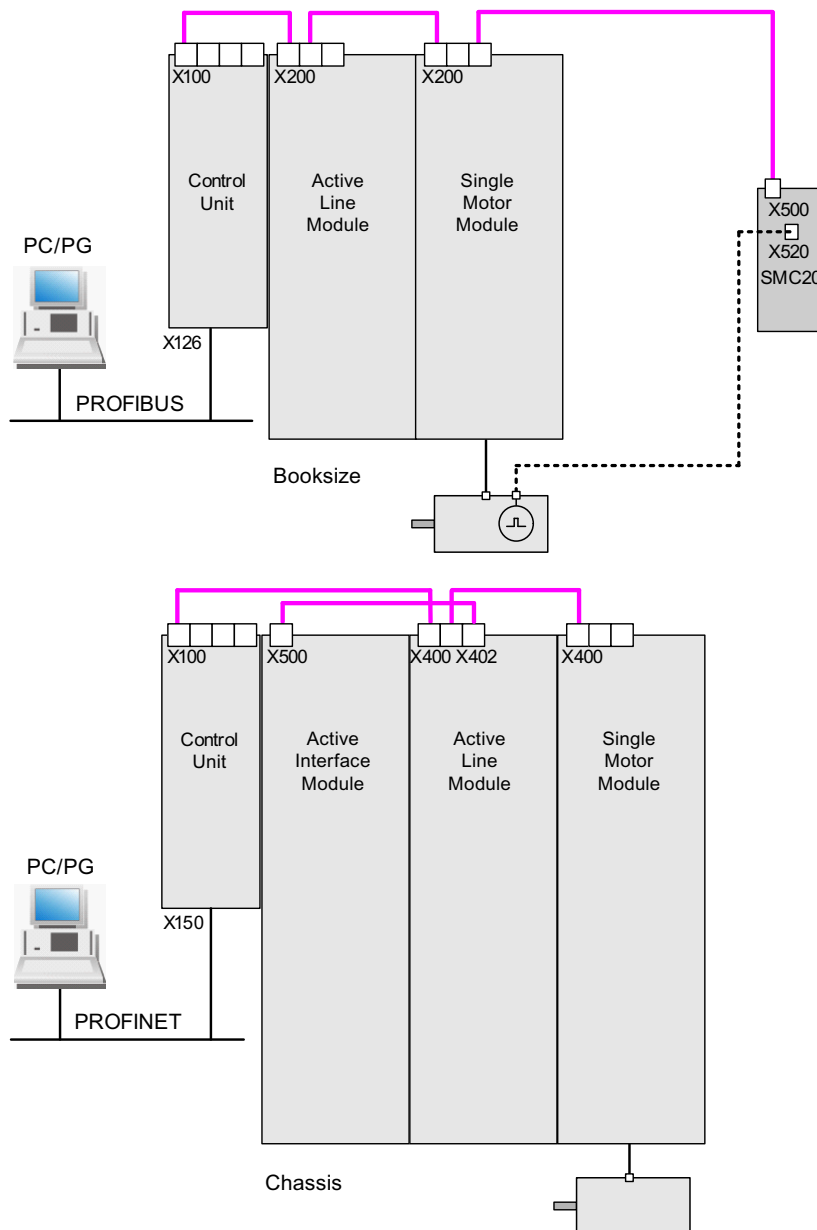 X100
X200
X200
Control
Unit
Active
Line
Module
Single
Motor
Module
X500
X520
SMC20
PC/PG
X126
PROFIBUS
Booksize
X100
X500
X400 X402
X400
Control
Unit
Active
Interface
Module
Active
Line
Module
Single
Motor
Module
PC/PG
X150
PROFINET
Chassis